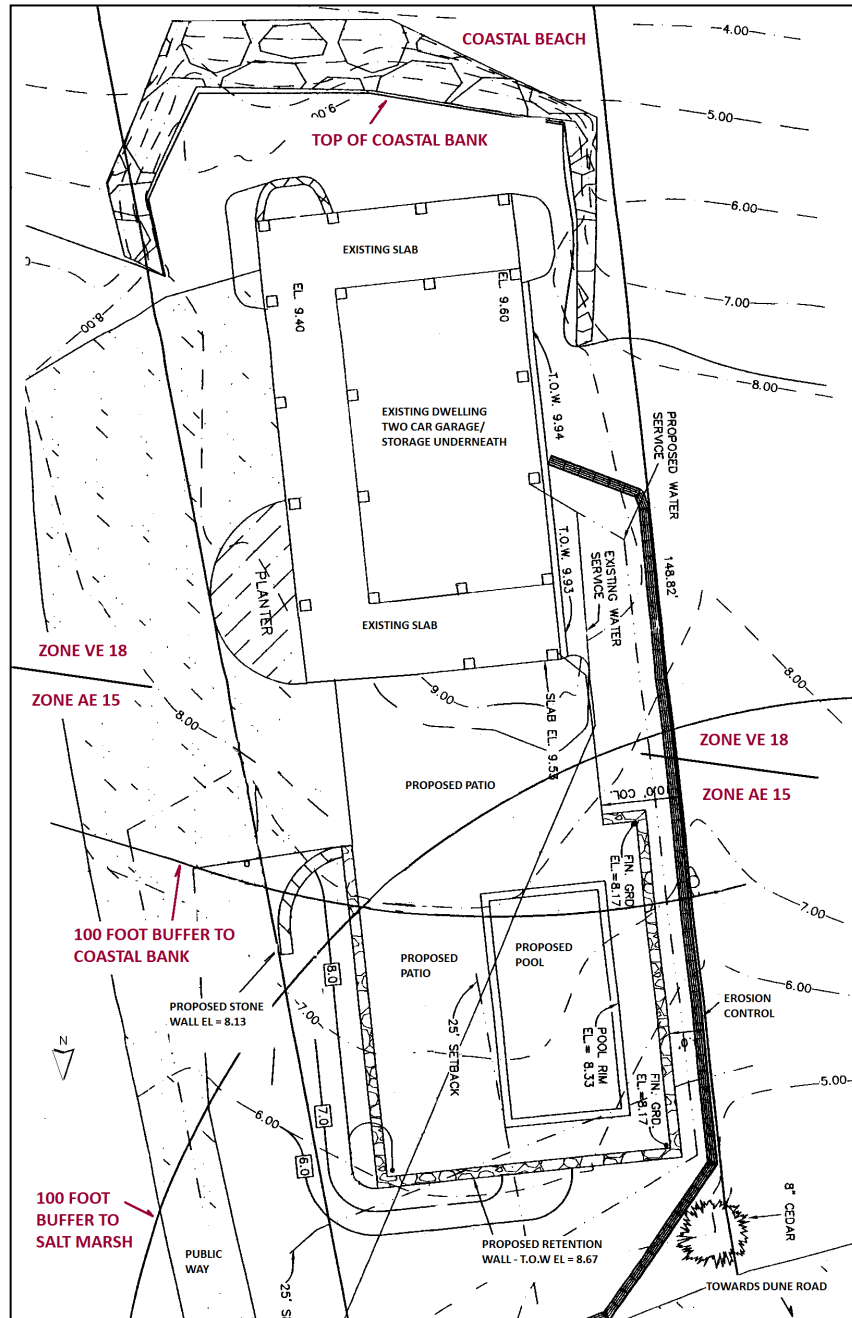 COASTAL BEACH
4.00
9.00
5.00
TOP OF COASTAL BANK
6.00
EXISTING SLAB
EL 9.40
EL 9.60
7.00
8.00
8.00
T.O.W. 9.94
EXISTING DWELLING
TWO CAR GARAGE/
STORAGE UNDERNEATH
PROPOSED WATER
SERVICE
148.82'
T.O.W. 9.93
EXISTING WATER
SERVICE
PLANTER
EXISTING SLAB
ZONE VE 18
ZONE AE 15
8.00
9.00
SLAB EL 9.55
8.00
ZONE VE 18
ZONE AE 15
PROPOSED PATIO
FIN. GRD.
EL =8.17
7.00
100 FOOT BUFFER TO
COASTAL BANK
8.0
PROPOSED
PATIO
PROPOSED
POOL
PROPOSED STONE
WALL EL = 8.13
7.00
25' SETBACK
POOL RIM
EL = 8.33
6.00
EROSION
CONTROL
N
FIN. GRD.
EL =8.17
5.00
6.00
7.0
6.0
100 FOOT
BUFFER TO
SALT MARSH
8" CEDAR
PUBLIC
WAY
PROPOSED RETENTION
WALL - T.O.W EL = 8.67
25' S
TOWARDS DUNE ROAD